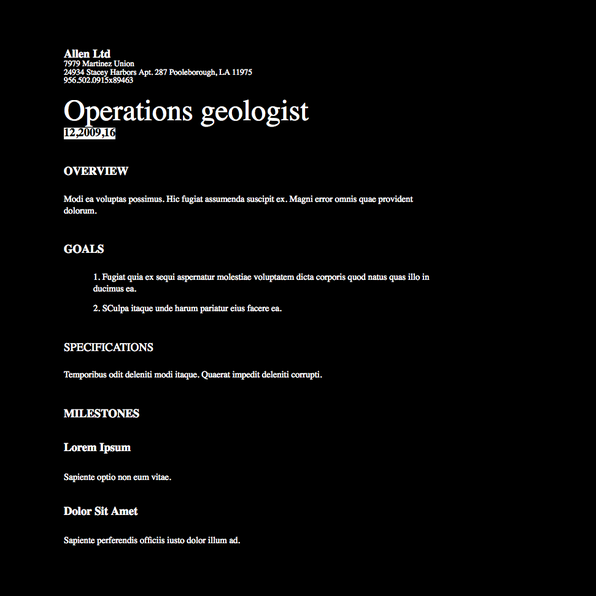 Allen Ltd
7979 Martinez Union
24934 Stacey Harbors Apt. 287 Pooleborough, LA 11975
956.502.0915x89463
Operations geologist
12,2009,16
OVERVIEW
Modi ea voluptas possimus. Hic fugiat assumenda suscipit ex. Magni error omnis quae provident
dolorum.
GOALS
1. Fugiat quia ex sequi aspernatur molestiae voluptatem dicta corporis quod natus quas illo in
ducimus ea.
2. SCulpa itaque unde harum pariatur eius facere ea.
SPECIFICATIONS
Temporibus odit deleniti modi itaque. Quaerat impedit deleniti corrupti.
MILESTONES
Lorem Ipsum
Sapiente optio non eum vitae.
Dolor Sit Amet
Sapiente perferendis officiis iusto dolor illum ad.